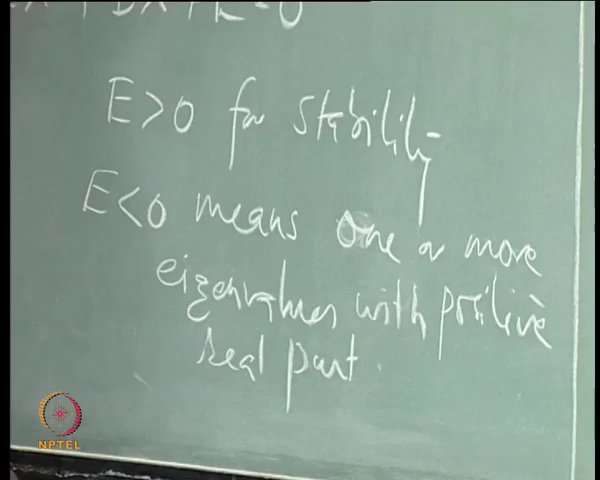 E>0 for stability
E<0 means one or more
eigenvalues with positive
real part.
NPTEL